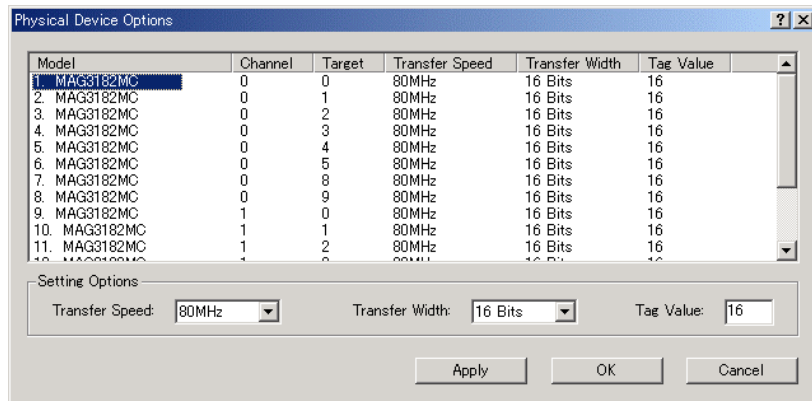 Physical Device Options
Model Channel Target Transfer Speed Transfer Width Tag Value
1. MAG3182MC 0 0 80MHz 16 Bits 16
2. MAG3182MC 0 1 80MHz 16 Bits 16
3. MAG3182MC 0 2 80MHz 16 Bits 16
4. MAG3182MC 0 3 80MHz 16 Bits 16
5. MAG3182MC 0 4 80MHz 16 Bits 16
6. MAG3182MC 0 5 80MHz 16 Bits 16
7. MAG3182MC 0 8 80MHz 16 Bits 16
8. MAG3182MC 0 9 80MHz 16 Bits 16
9. MAG3182MC 1 0 80MHz 16 Bits 16
10. MAG3182MC 1 1 80MHz 16 Bits 16
11. MAG3182MC 1 2 80MHz 16 Bits 16
Setting Options
Transfer Speed: 80MHz Transfer Width: 16 Bits Tag Value: 16
Apply OK Cancel